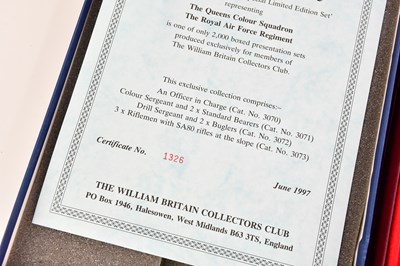 Limited Edition Set'
representing
The Queens Colour Squadron
The Royal Air Force Regiment
is one of only 2,000 boxed presentation sets
produced exclusively for members of
The William Britain Collectors Club.
This exclusive collection comprises:–
An Officer in Charge (Cat. No. 3070)
Colour Sergeant and 2 x Standard Bearers (Cat. No. 3071)
Drill Sergeant and 2 x Buglers (Cat. No. 3072)
3 x Riflemen with SA80 rifles at the slope (Cat. No. 3073)
Certificate No. 1326
June 1997
THE WILLIAM BRITAIN COLLECTORS CLUB
PO Box 1946, Halesowen, West Midlands B63 3TS, England